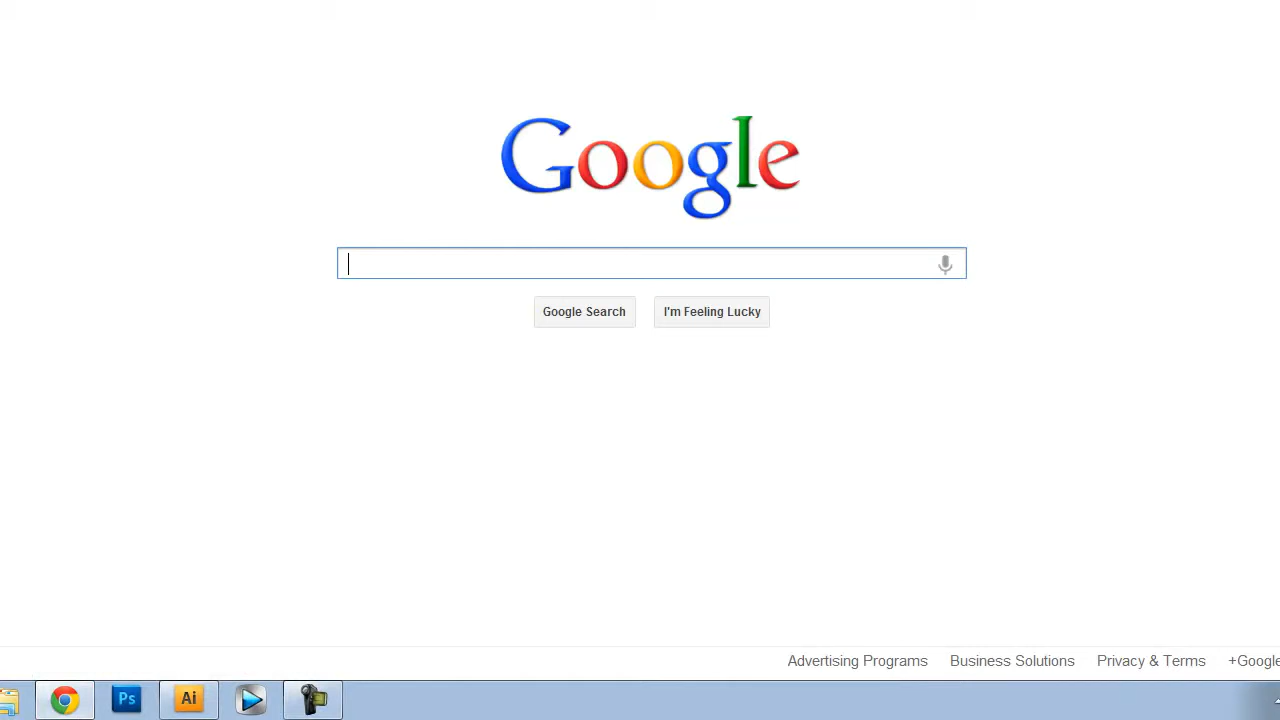 Google
Google Search I'm Feeling Lucky
Advertising Programs Business Solutions Privacy & Terms +Google
Ps Ai